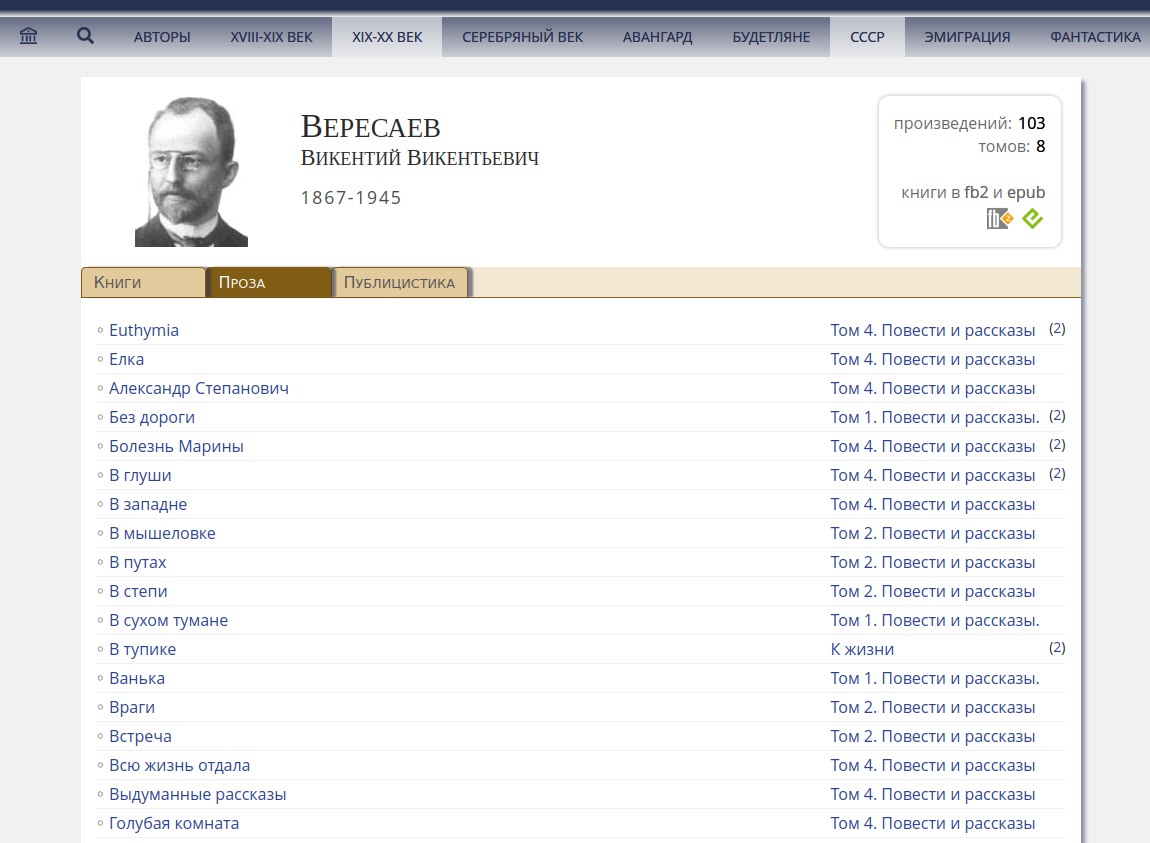 АВТОРЫ XVIII-XIX ВЕК XIX-XX ВЕК СЕРЕБРЯНЫЙ ВЕК АВАНГАРД БУДЕТЛЯНЕ СССР ЭМИГРАЦИЯ ФАНТАСТИКА
Вересаев
Викентий Викентьевич
1867-1945
произведений: 103
томов: 8
книги в fb2 и epub
fb2
Книги Проза Публицистика
Euthymia Том 4. Повести и рассказы (2)
Елка Том 4. Повести и рассказы
Александр Степанович Том 4. Повести и рассказы
Без дороги Том 1. Повести и рассказы. (2)
Болезнь Марины Том 4. Повести и рассказы (2)
В глуши Том 4. Повести и рассказы (2)
В западне Том 4. Повести и рассказы
В мышеловке Том 2. Повести и рассказы
В путах Том 2. Повести и рассказы
В степи Том 2. Повести и рассказы
В сухом тумане Том 1. Повести и рассказы.
В тупике К жизни (2)
Ванька Том 1. Повести и рассказы.
Враги Том 2. Повести и рассказы
Встреча Том 2. Повести и рассказы
Всю жизнь отдала Том 4. Повести и рассказы
Выдуманные рассказы Том 4. Повести и рассказы
Голубая комната Том 4. Повести и рассказы